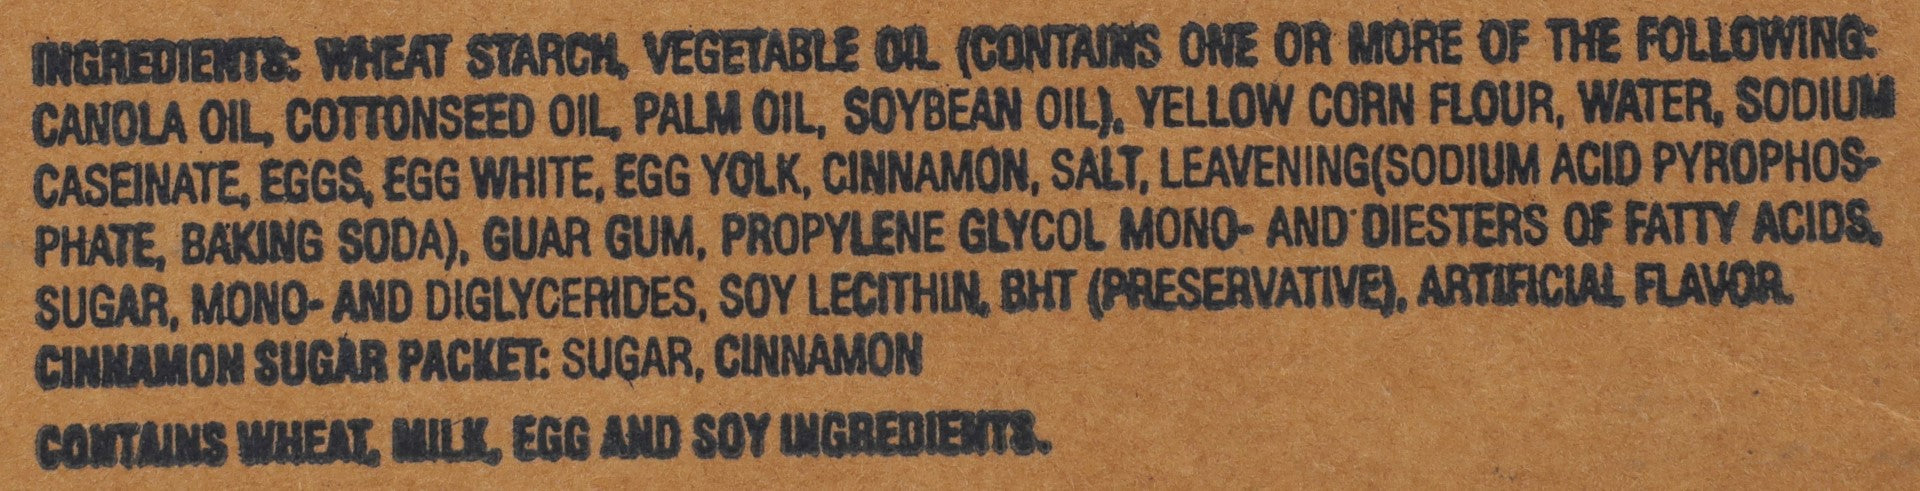 INGREDIENTS: WHEAT STARCH, VEGETABLE OIL (CONTAINS ONE OR MORE OF THE FOLLOWING:
CANOLA OIL, COTTONSEED OIL, PALM OIL, SOYBEAN OIL), YELLOW CORN FLOUR, WATER, SODIUM
CASEINATE, EGGS, EGG WHITE, EGG YOLK, CINNAMON, SALT, LEAVENING(SODIUM ACID PYROPHOS-
PHATE, BAKING SODA), GUAR GUM, PROPYLENE GLYCOL MONO- AND DIESTERS OF FATTY ACIDS,
SUGAR, MONO- AND DIGLYCERIDES, SOY LECITHIN, BHT (PRESERVATIVE), ARTIFICIAL FLAVOR.
CINNAMON SUGAR PACKET: SUGAR, CINNAMON
CONTAINS WHEAT, MILK, EGG AND SOY INGREDIENTS.